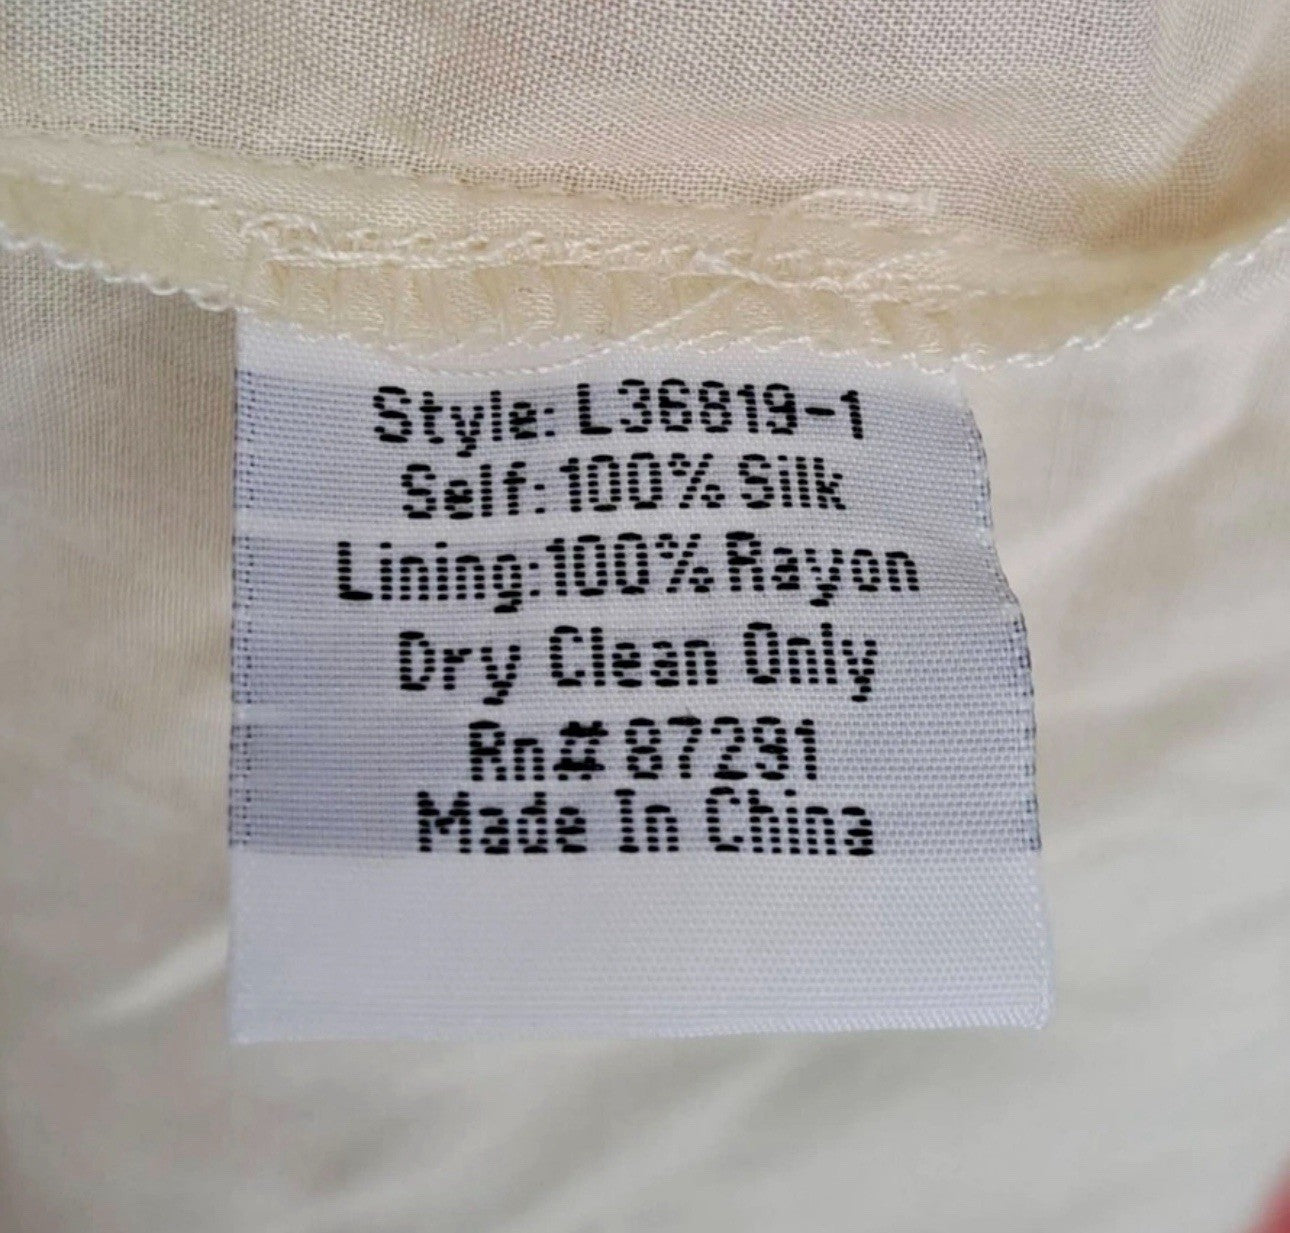 Style: L36819-1
Self: 100% Silk
Lining:100% Rayon
Dry Clean Only
Rn# 87291
Made In China